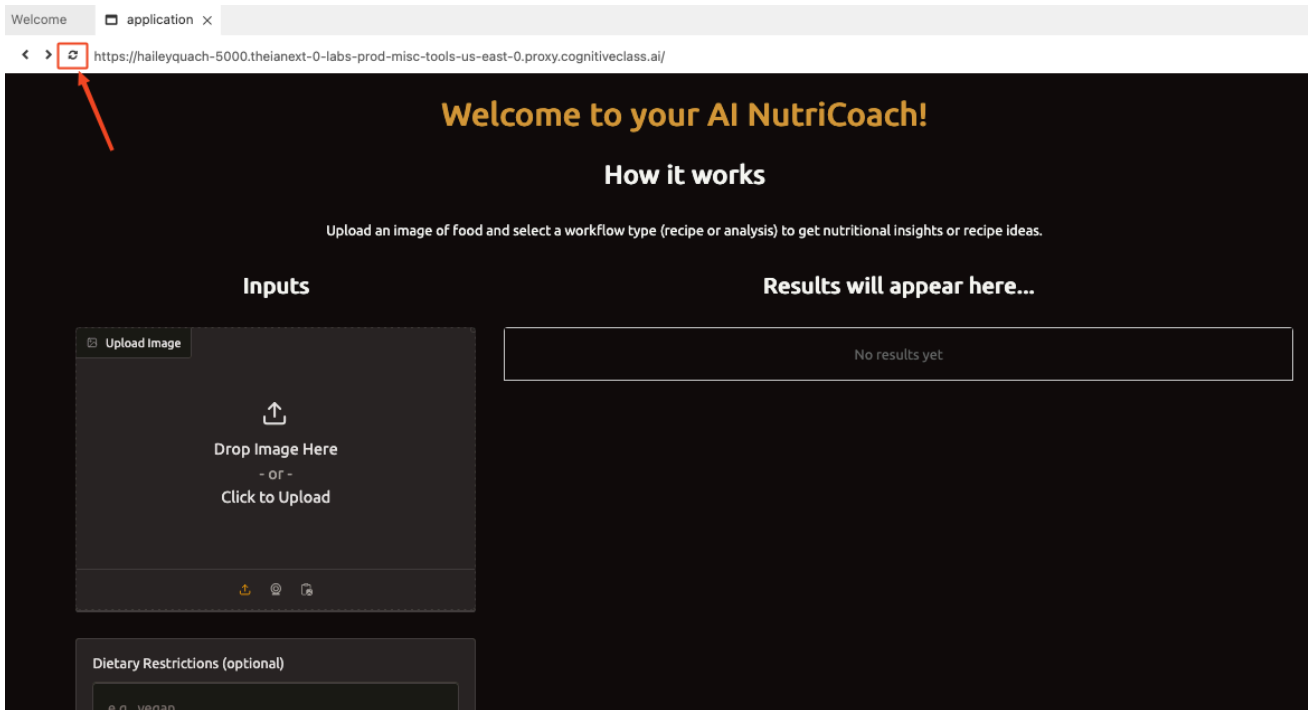 Welcome
application
https://haileyquach-5000.theianext-0-labs-prod-misc-tools-us-east-0.proxy.cognitiveclass.ai/
Welcome to your AI NutriCoach!
How it works
Upload an image of food and select a workflow type (recipe or analysis) to get nutritional insights or recipe ideas.
Inputs
Results will appear here...
Upload Image
No results yet
Drop Image Here
- or -
Click to Upload
Dietary Restrictions (optional)
e.g., vegan